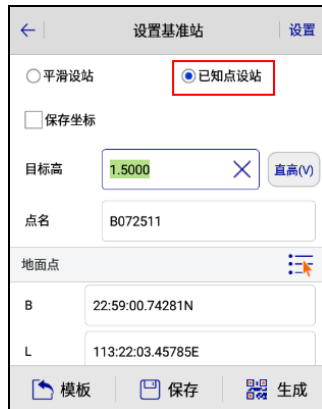 设置基准站 设置
平滑设站 已知点设站
保存坐标
目标高 1.5000 直高(V)
点名 B072511
地面点
B 22:59:00.74281N
L 113:22:03.45785E
模板 保存 生成